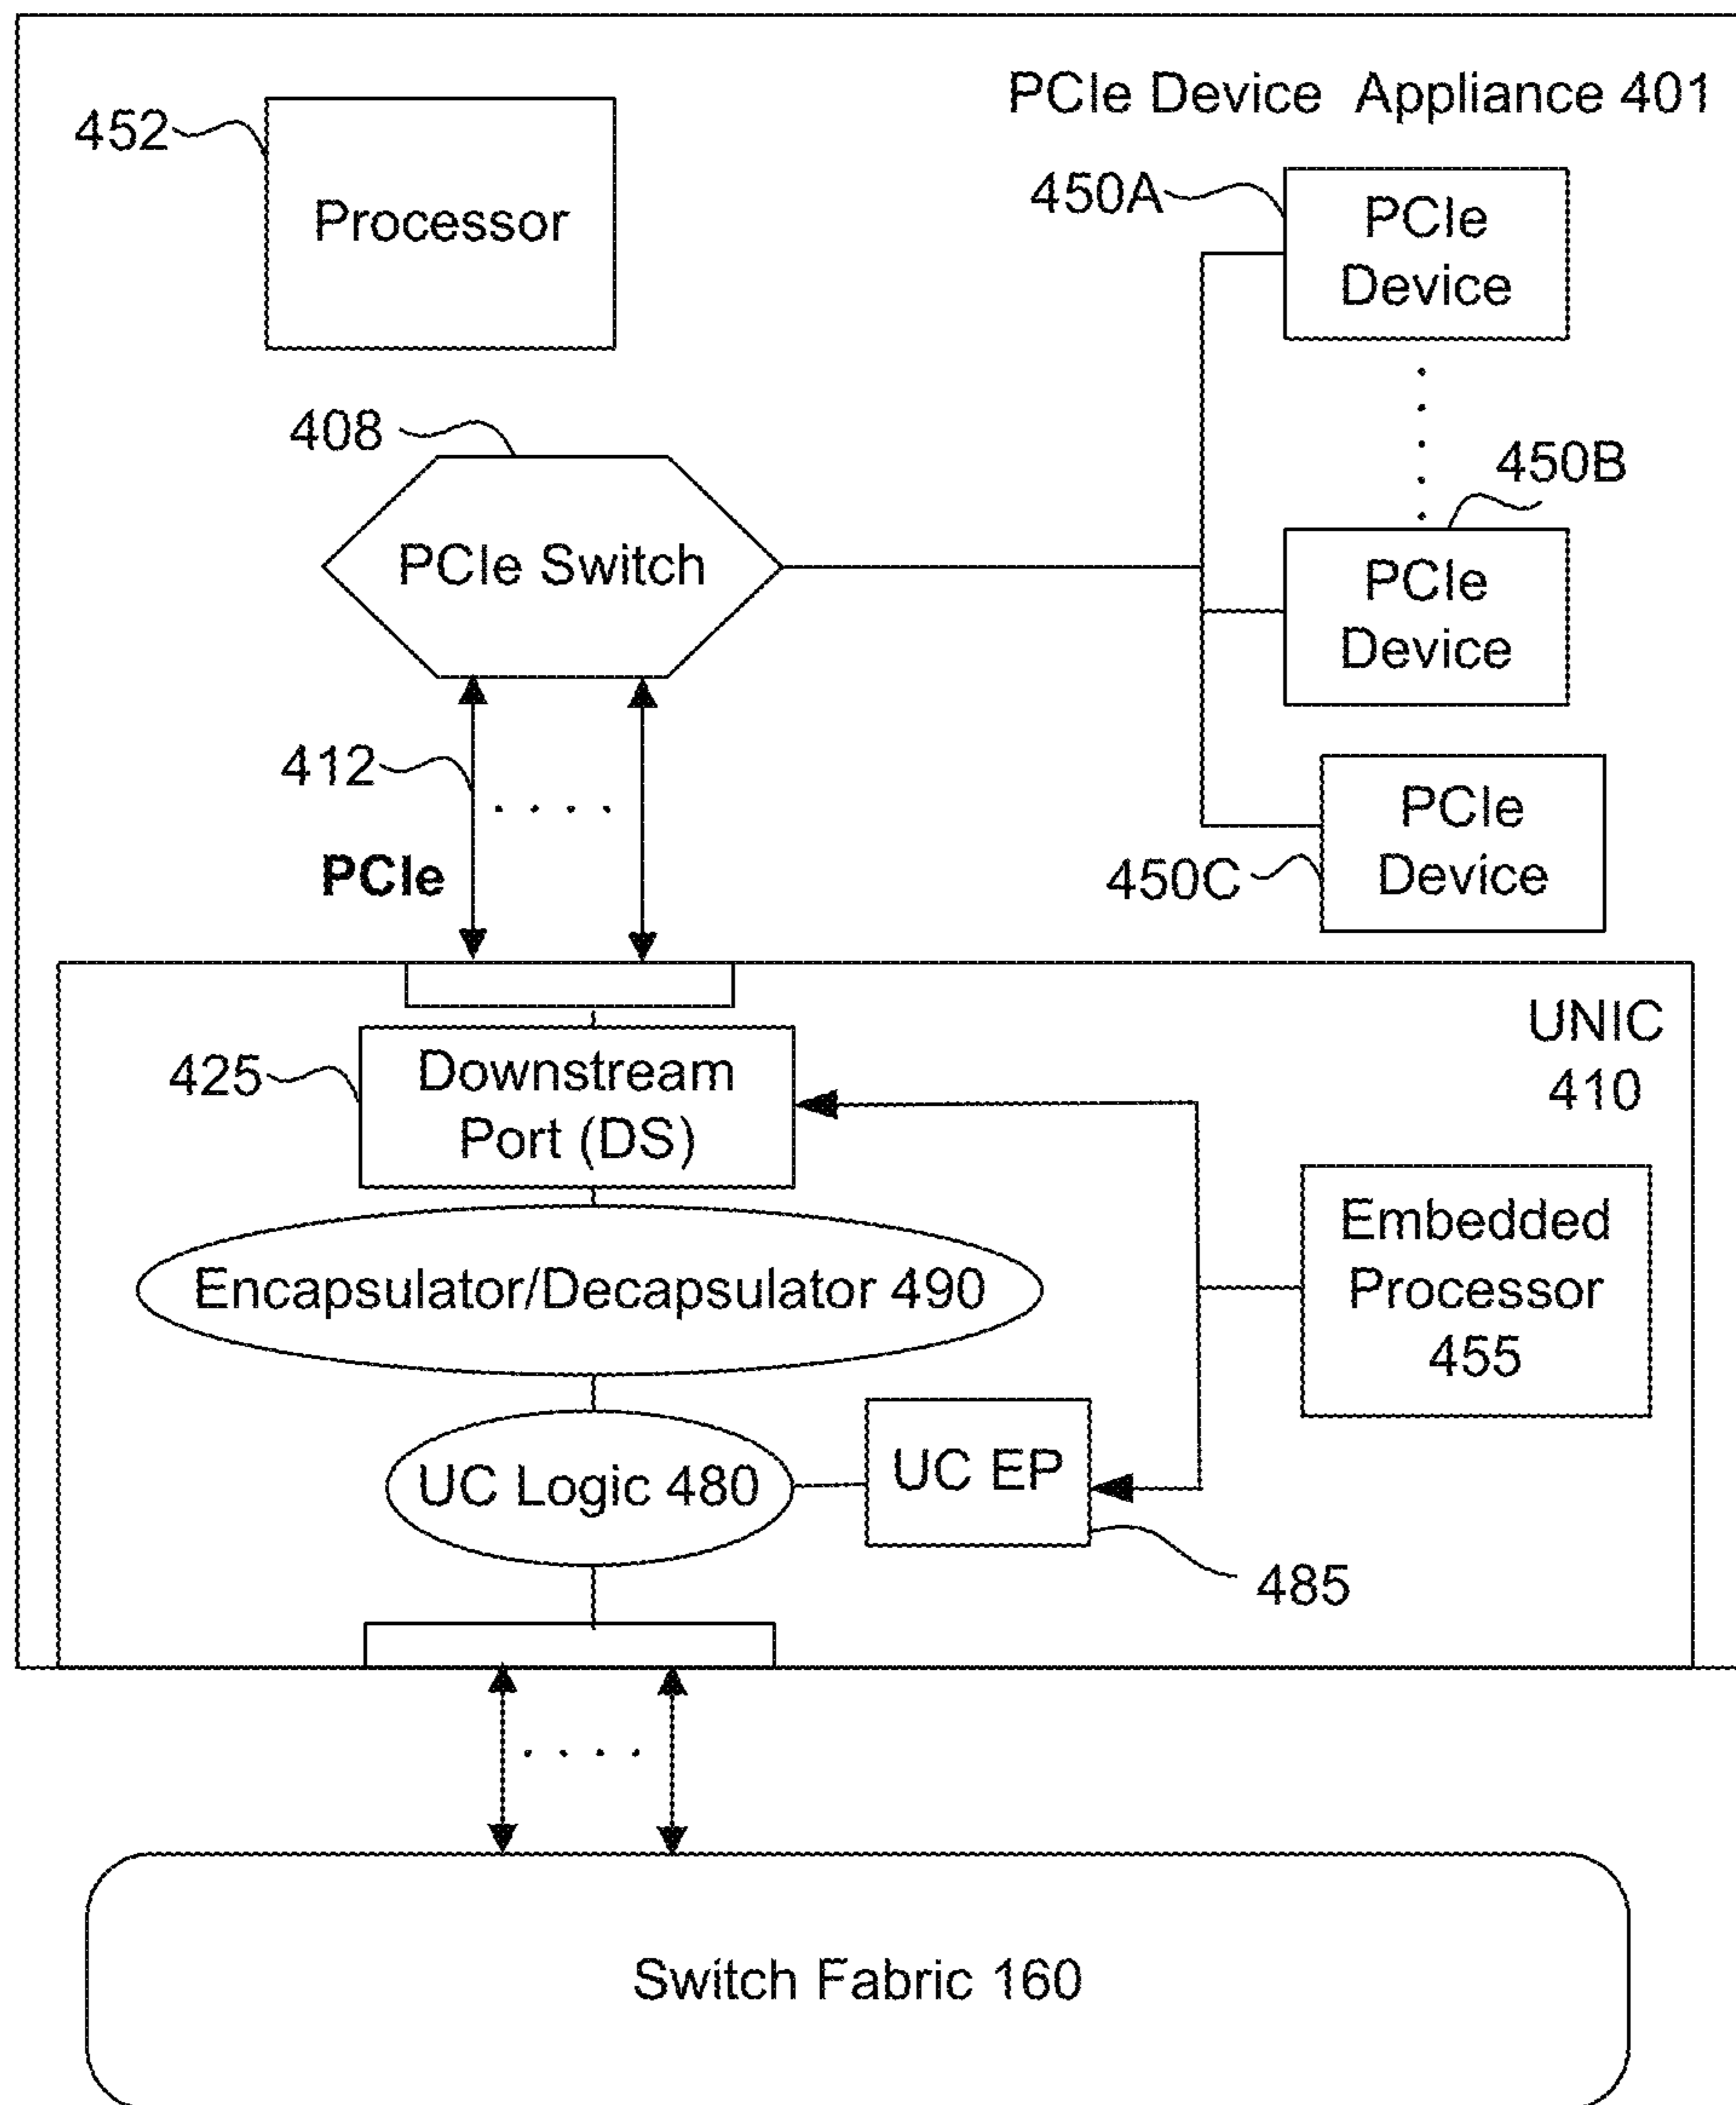 PCIe Device Appliance 401
452
Processor
450A
PCIe
Device
408
PCIe Switch
450B
PCIe
Device
412
PCIe
450C
PCIe
Device
UNIC
410
425
Downstream
Port (DS)
Embedded
Processor
455
Encapsulator/Decapsulator 490
UC Logic 480
UC EP
485
Switch Fabric 160